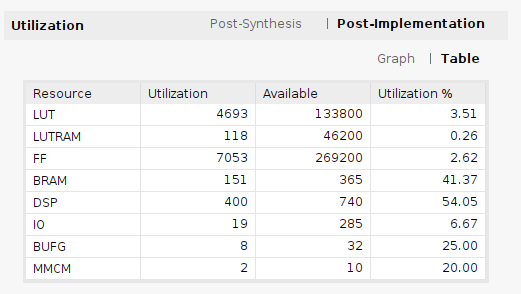 Utilization Post-Synthesis | Post-Implementation
Graph | Table
Resource Utilization Available Utilization %
LUT 4693 133800 3.51
LUTRAM 118 46200 0.26
FF 7053 269200 2.62
BRAM 151 365 41.37
DSP 400 740 54.05
IO 19 285 6.67
BUFG 8 32 25.00
MMCM 2 10 20.00